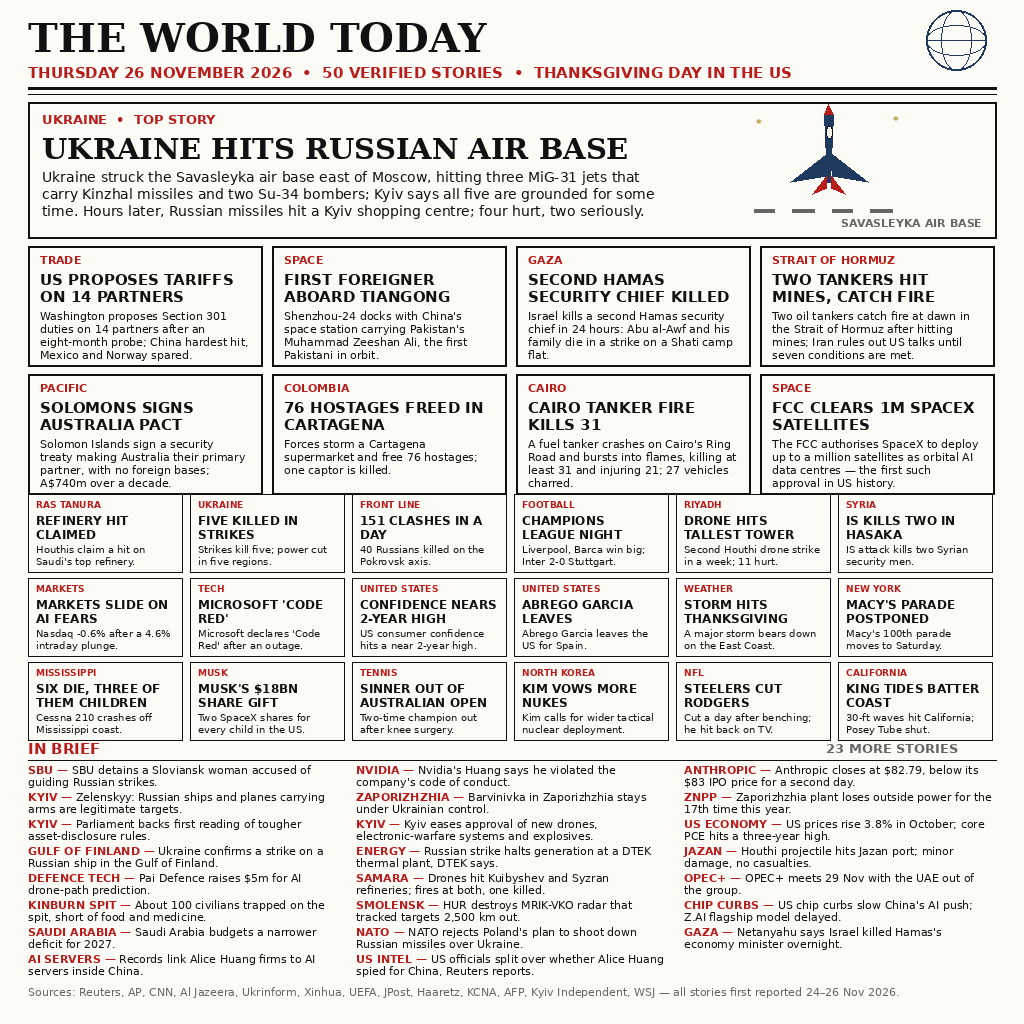 THE WORLD TODAY
THURSDAY 26 NOVEMBER 2026 • 50 VERIFIED STORIES • THANKSGIVING DAY IN THE US
UKRAINE • TOP STORY
UKRAINE HITS RUSSIAN AIR BASE
Ukraine struck the Savasleyka air base east of Moscow, hitting three MiG-31 jets that
carry Kinzhal missiles and two Su-34 bombers; Kyiv says all five are grounded for some
time. Hours later, Russian missiles hit a Kyiv shopping centre; four hurt, two seriously.
* *
SAVASLEYKA AIR BASE
TRADE
US PROPOSES TARIFFS
ON 14 PARTNERS
Washington proposes Section 301
duties on 14 partners after an
eight-month probe; China hardest hit,
Mexico and Norway spared.
SPACE
FIRST FOREIGNER
ABOARD TIANGONG
Shenzhou-24 docks with China's
space station carrying Pakistan's
Muhammad Zeeshan Ali, the first
Pakistani in orbit.
GAZA
SECOND HAMAS
SECURITY CHIEF KILLED
Israel kills a second Hamas security
chief in 24 hours: Abu al-Awf and his
family die in a strike on a Shati camp
flat.
STRAIT OF HORMUZ
TWO TANKERS HIT
MINES, CATCH FIRE
Two oil tankers catch fire at dawn in
the Strait of Hormuz after hitting
mines; Iran rules out US talks until
seven conditions are met.
PACIFIC
SOLOMONS SIGNS
AUSTRALIA PACT
Solomon Islands sign a security
treaty making Australia their primary
partner, with no foreign bases;
A$740m over a decade.
COLOMBIA
76 HOSTAGES FREED IN
CARTAGENA
Forces storm a Cartagena
supermarket and free 76 hostages;
one captor is killed.
CAIRO
CAIRO TANKER FIRE
KILLS 31
A fuel tanker crashes on Cairo's Ring
Road and bursts into flames, killing at
least 31 and injuring 21; 27 vehicles
charred.
SPACE
FCC CLEARS 1M SPACEX
SATELLITES
The FCC authorises SpaceX to deploy
up to a million satellites as orbital AI
data centres — the first such
approval in US history.
RAS TANURA
REFINERY HIT
CLAIMED
Houthis claim a hit on
Saudi's top refinery.
UKRAINE
FIVE KILLED IN
STRIKES
Strikes kill five; power cut
in five regions.
FRONT LINE
151 CLASHES IN A
DAY
40 Russians killed on the
Pokrovsk axis.
FOOTBALL
CHAMPIONS
LEAGUE NIGHT
Liverpool, Barca win big;
Inter 2-0 Stuttgart.
RIYADH
DRONE HITS
TALLEST TOWER
Second Houthi drone strike
in a week; 11 hurt.
SYRIA
IS KILLS TWO IN
HASAKA
IS attack kills two Syrian
security men.
MARKETS
MARKETS SLIDE ON
AI FEARS
Nasdaq -0.6% after a 4.6%
intraday plunge.
TECH
MICROSOFT 'CODE
RED'
Microsoft declares 'Code
Red' after an outage.
UNITED STATES
CONFIDENCE NEARS
2-YEAR HIGH
US consumer confidence
hits a near 2-year high.
UNITED STATES
ABREGO GARCIA
LEAVES
Abrego Garcia leaves the
US for Spain.
WEATHER
STORM HITS
THANKSGIVING
A major storm bears down
on the East Coast.
NEW YORK
MACY'S PARADE
POSTPONED
Macy's 100th parade
moves to Saturday.
MISSISSIPPI
SIX DIE, THREE OF
THEM CHILDREN
Cessna 210 crashes off
Mississippi coast.
MUSK
MUSK'S $18BN
SHARE GIFT
Two SpaceX shares for
every child in the US.
TENNIS
SINNER OUT OF
AUSTRALIAN OPEN
Two-time champion out
after knee surgery.
NORTH KOREA
KIM VOWS MORE
NUKES
Kim calls for wider tactical
nuclear deployment.
NFL
STEELERS CUT
RODGERS
Cut a day after benching;
he hit back on TV.
CALIFORNIA
KING TIDES BATTER
COAST
30-ft waves hit California;
Posey Tube shut.
IN BRIEF
23 MORE STORIES
SBU — SBU detains a Sloviansk woman accused of
guiding Russian strikes.
KYIV — Zelenskyy: Russian ships and planes carrying
arms are legitimate targets.
KYIV — Parliament backs first reading of tougher
asset-disclosure rules.
GULF OF FINLAND — Ukraine confirms a strike on a
Russian ship in the Gulf of Finland.
DEFENCE TECH — Pai Defence raises $5m for AI
drone-path prediction.
KINBURN SPIT — About 100 civilians trapped on the
spit, short of food and medicine.
SAUDI ARABIA — Saudi Arabia budgets a narrower
deficit for 2027.
AI SERVERS — Records link Alice Huang firms to AI
servers inside China.
NVIDIA — Nvidia's Huang says he violated the
company's code of conduct.
ZAPORIZHZHIA — Barvinivka in Zaporizhzhia stays
under Ukrainian control.
KYIV — Kyiv eases approval of new drones,
electronic-warfare systems and explosives.
ENERGY — Russian strike halts generation at a DTEK
thermal plant, DTEK says.
SAMARA — Drones hit Kuibyshev and Syzran
refineries; fires at both, one killed.
SMOLENSK — HUR destroys MRIK-VKO radar that
tracked targets 2,500 km out.
NATO — NATO rejects Poland's plan to shoot down
Russian missiles over Ukraine.
US INTEL — US officials split over whether Alice Huang
spied for China, Reuters reports.
ANTHROPIC — Anthropic closes at $82.79, below its
$83 IPO price for a second day.
ZNPP — Zaporizhzhia plant loses outside power for the
17th time this year.
US ECONOMY — US prices rise 3.8% in October; core
PCE hits a three-year high.
JAZAN — Houthi projectile hits Jazan port; minor
damage, no casualties.
OPEC+ — OPEC+ meets 29 Nov with the UAE out of
the group.
CHIP CURBS — US chip curbs slow China's AI push;
Z.AI flagship model delayed.
GAZA — Netanyahu says Israel killed Hamas's
economy minister overnight.
Sources: Reuters, AP, CNN, Al Jazeera, Ukrinform, Xinhua, UEFA, JPost, Haaretz, KCNA, AFP, Kyiv Independent, WSJ — all stories first reported 24–26 Nov 2026.